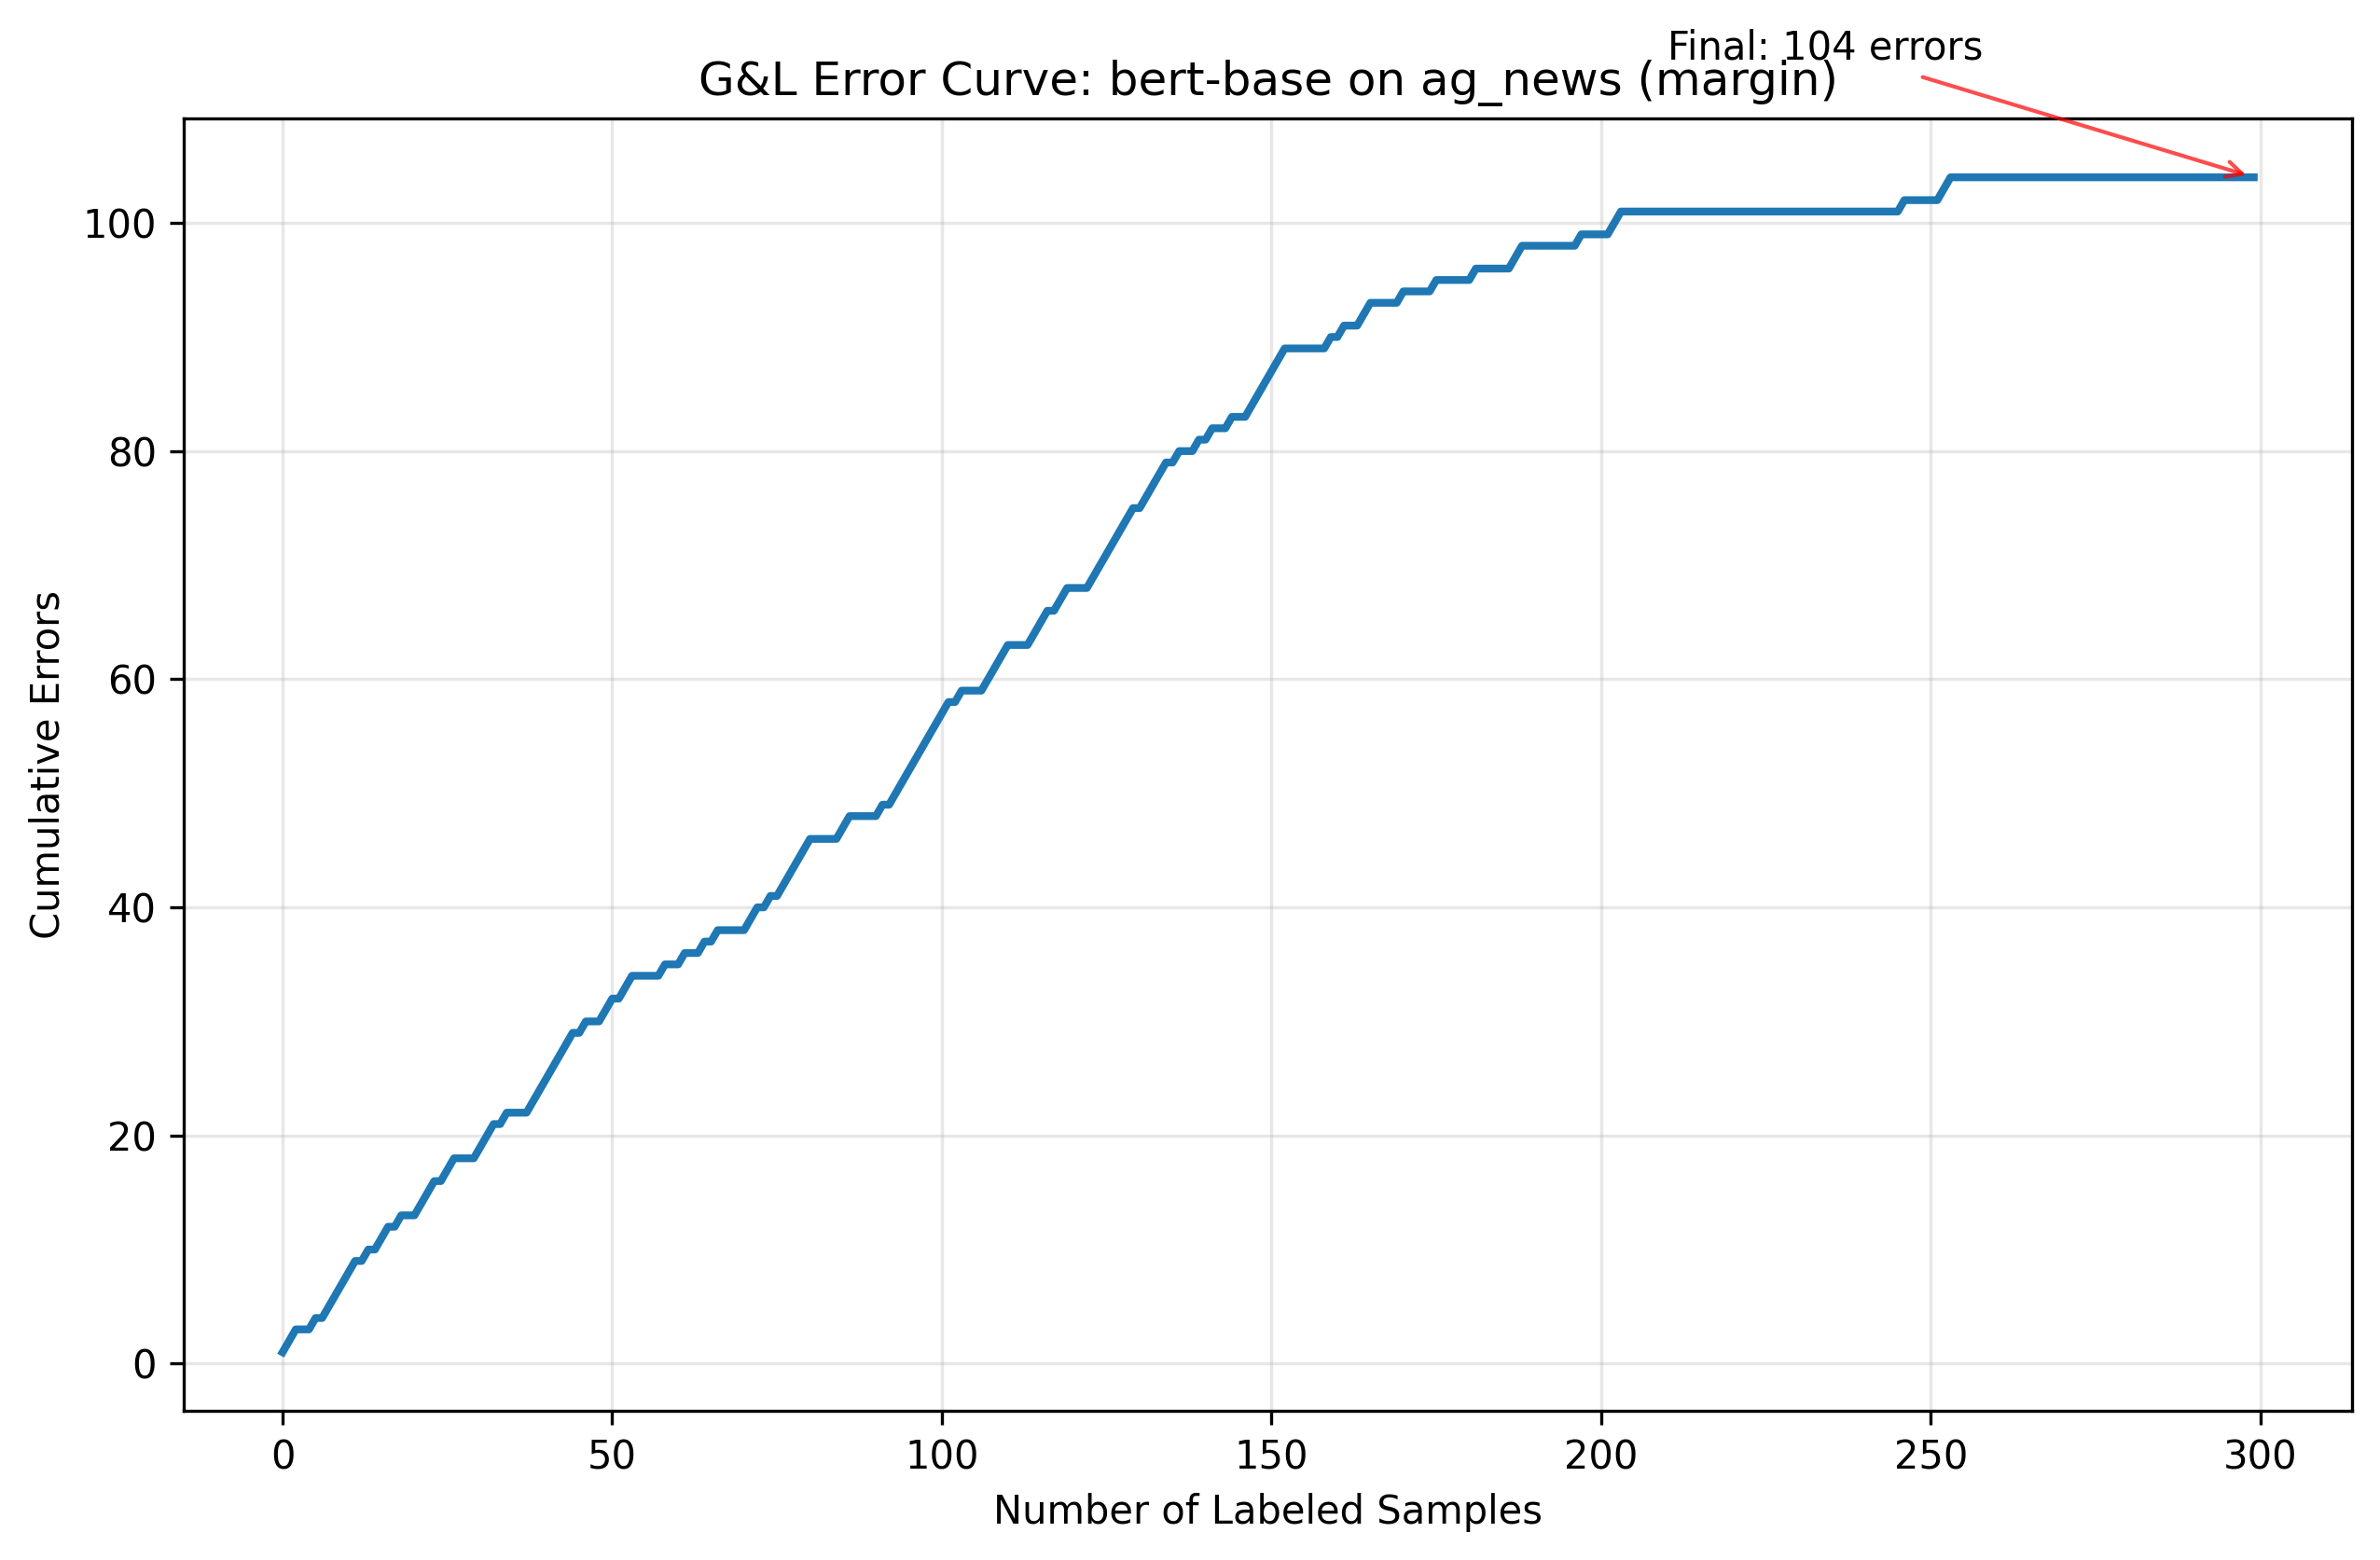 Final: 104 errors
G&L Error Curve: bert-base on ag_news (margin)
100
80
60
40
20
0
Cumulative Errors
0 50 100 150 200 250 300
Number of Labeled Samples